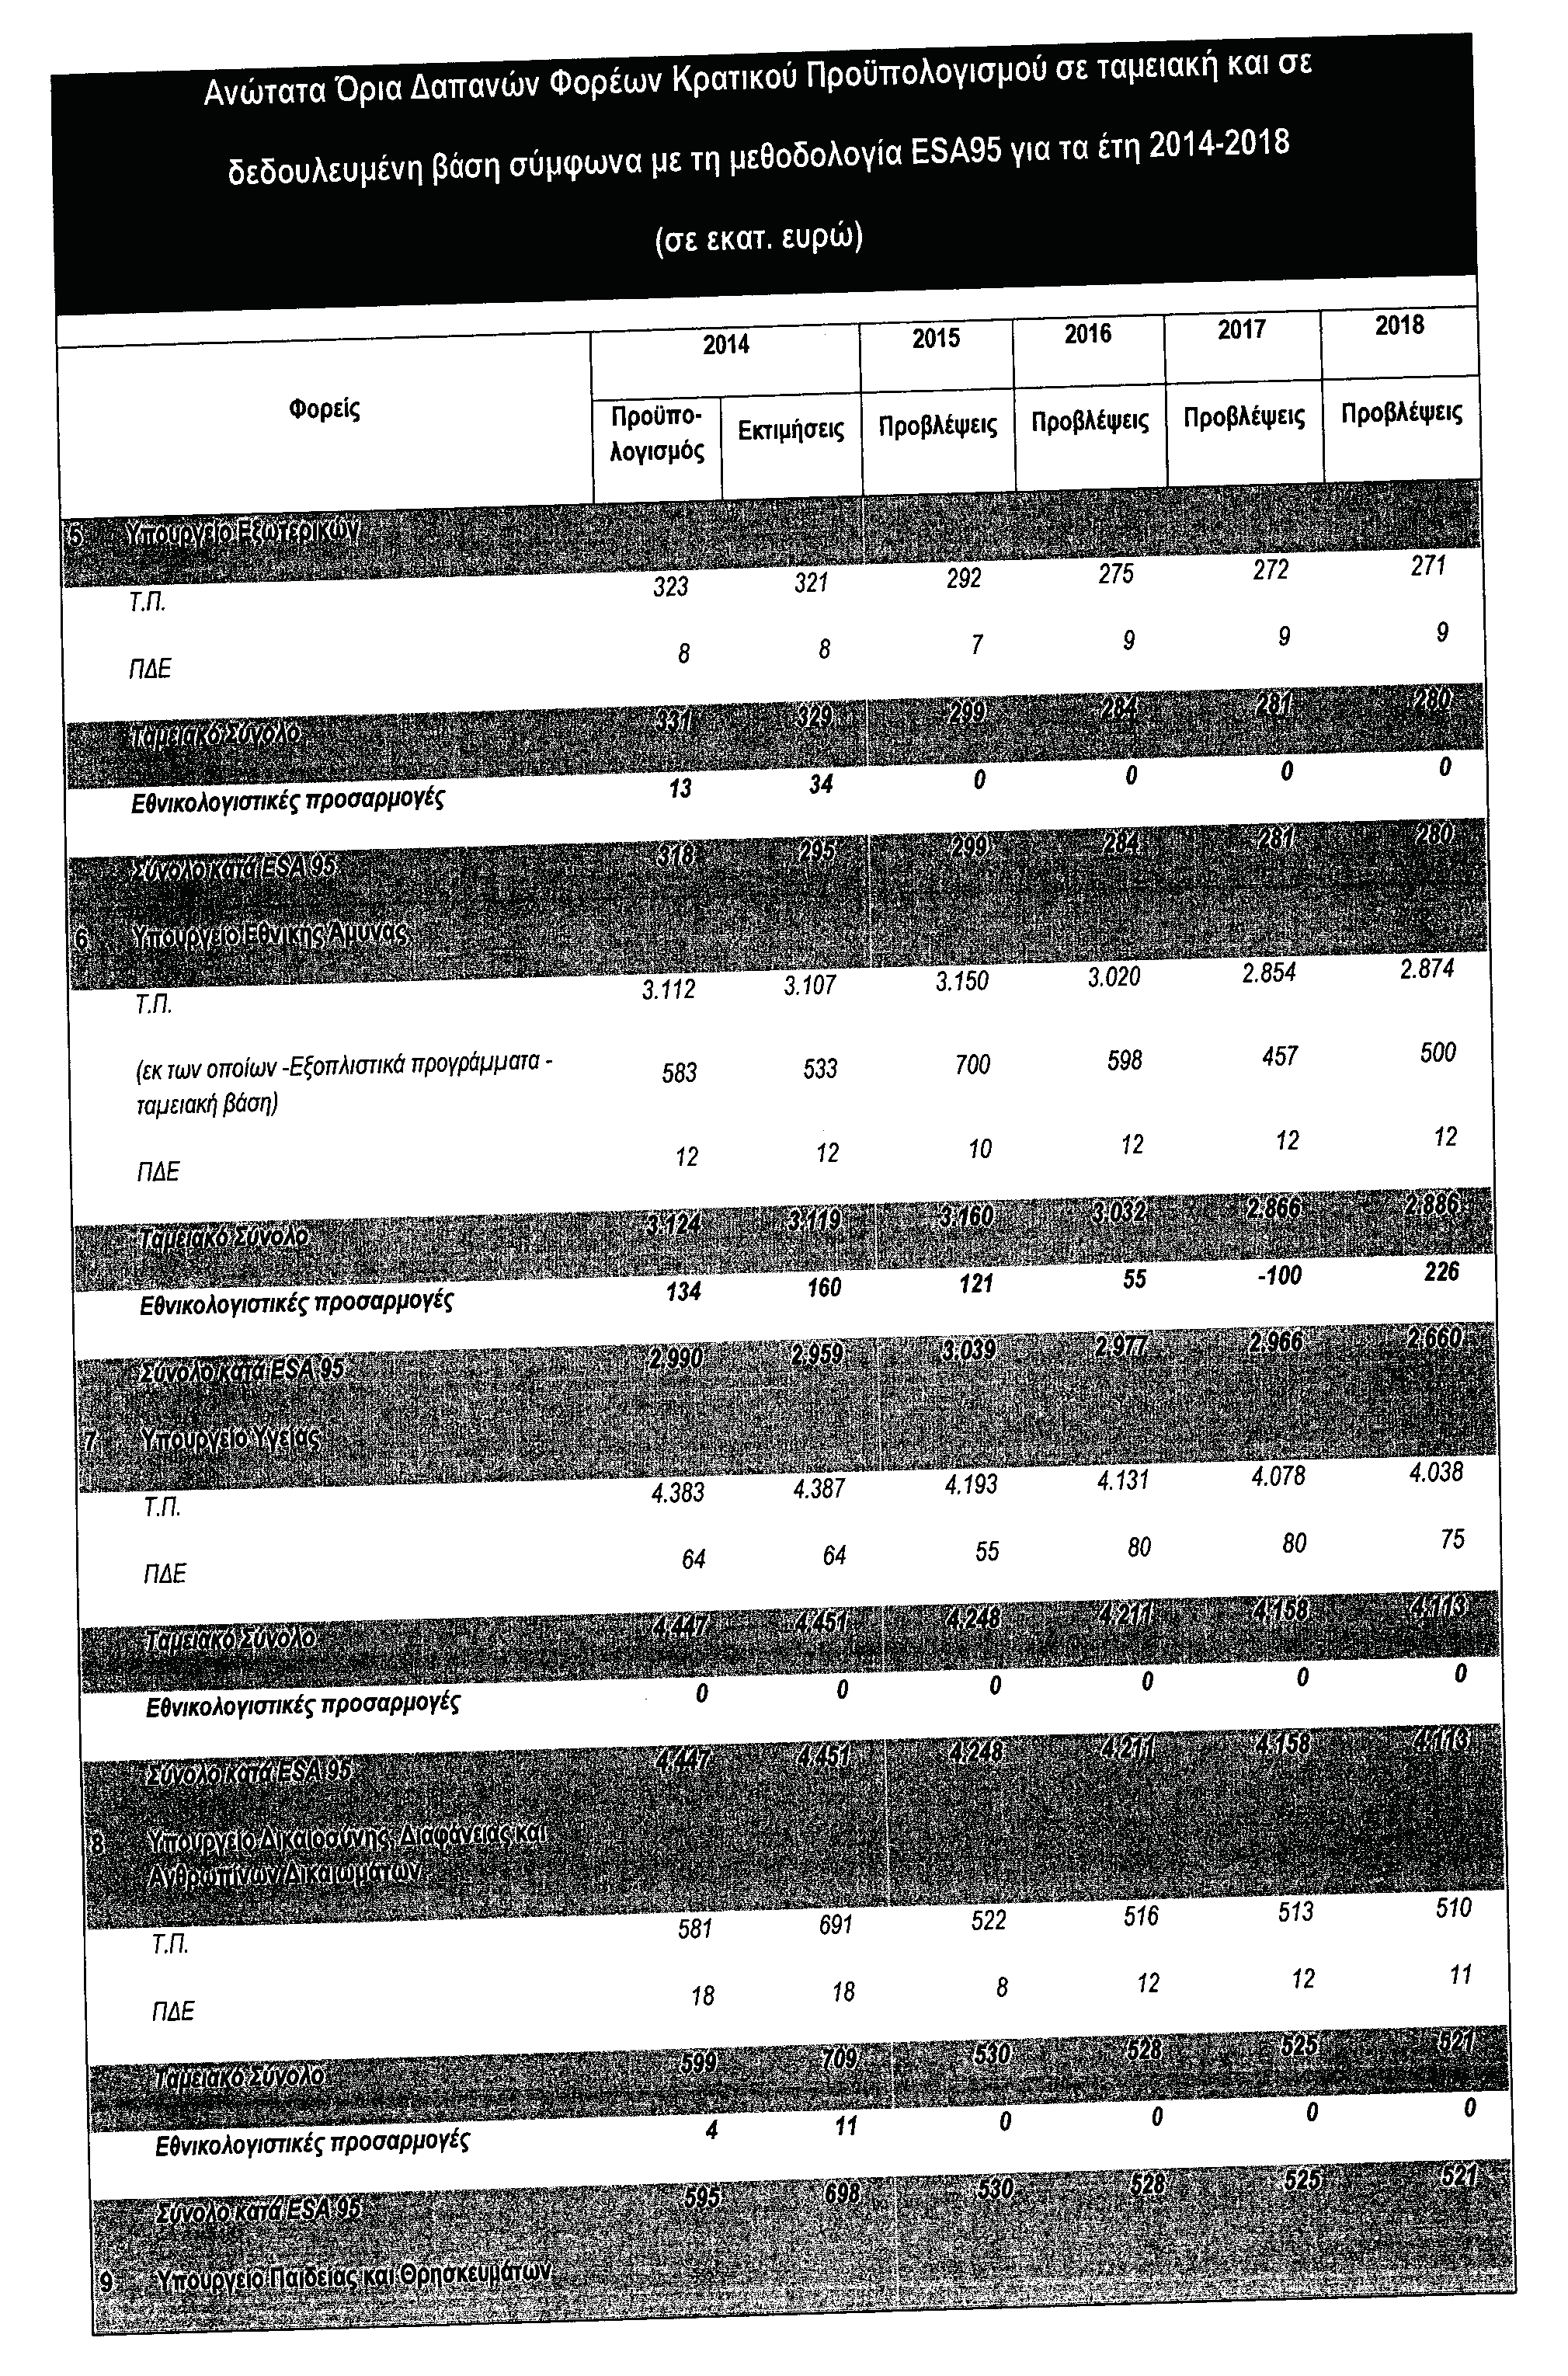 Ανώτατα Όρια Δαπανών Φορέων Κρατικού Προϋπολογισμού σε ταμειακή και σε
δεδουλευμένη βάση σύμφωνα με τη μεθοδολογία ESA95 για τα έτη 2014-2018
(σε εκατ. ευρώ)
Φορείς 2014 2015 2016 2017 2018
Προϋπο- Εκτιμήσεις Προβλέψεις Προβλέψεις Προβλέψεις Προβλέψεις
λογισμός
5 Υπουργείο Εξωτερικών
Τ.Π. 323 321 292 275 272 271
ΠΔΕ 8 8 7 9 9 9
Ταμειακό Σύνολο 331 329 299 284 281 280
Εθνικολογιστικές προσαρμογές 13 34 0 0 0 0
Σύνολο κατά ESA 95 318 295 299 284 281 280
6 Υπουργείο Εθνικής Άμυνας
Τ.Π. 3.112 3.107 3.150 3.020 2.854 2.874
(εκ των οποίων -Εξοπλιστικά προγράμματα - 583 533 700 598 457 500
ταμειακή βάση)
ΠΔΕ 12 12 10 12 12 12
Ταμειακό Σύνολο 3.124 3.119 3.160 3.032 2.866 2.886
Εθνικολογιστικές προσαρμογές 134 160 121 55 -100 226
Σύνολο κατά ESA 95 2.990 2.959 3.039 2.977 2.966 2.660
7 Υπουργείο Υγείας
Τ.Π. 4.383 4.387 4.193 4.131 4.078 4.038
ΠΔΕ 64 64 55 80 80 75
Ταμειακό Σύνολο 4.447 4.451 4.248 4.211 4.158 4.113
Εθνικολογιστικές προσαρμογές 0 0 0 0 0 0
Σύνολο κατά ESA 95 4.447 4.451 4.248 4.211 4.158 4.113
8 Υπουργείο Δικαιοσύνης, Διαφάνειας και
Ανθρωπίνων Δικαιωμάτων
Τ.Π. 581 691 522 516 513 510
ΠΔΕ 18 18 8 12 12 11
Ταμειακό Σύνολο 599 709 530 528 525 521
Εθνικολογιστικές προσαρμογές 4 11 0 0 0 0
Σύνολο κατά ESA 95 595 698 530 528 525 521
9 Υπουργείο Παιδείας και Θρησκευμάτων